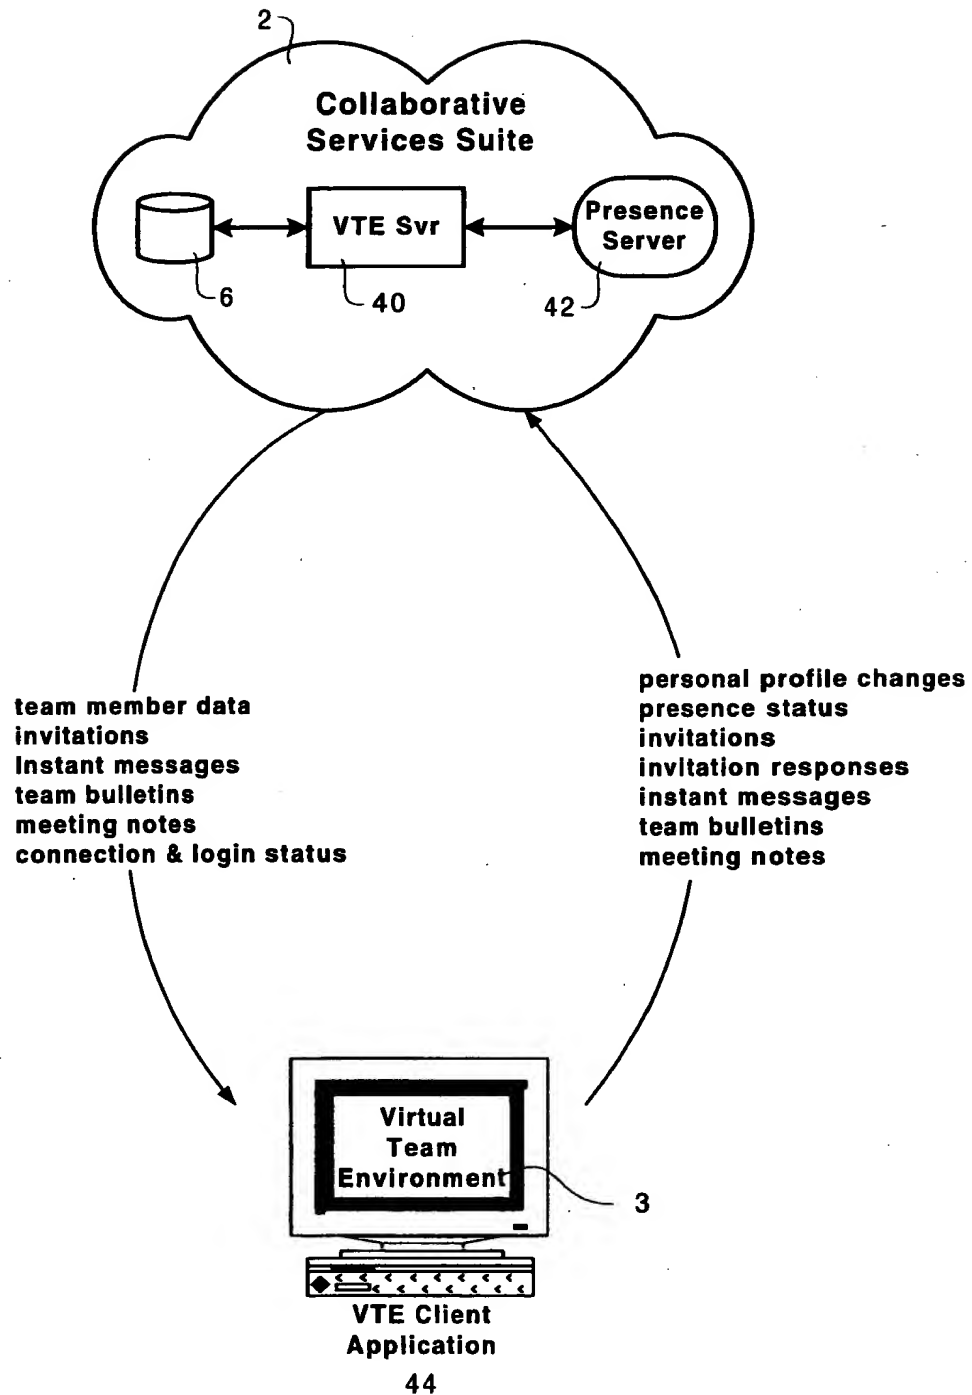 2
Collaborative
Services Suite
VTE Svr
Presence
Server
6
40
42
team member data
invitations
Instant messages
team bulletins
meeting notes
connection & login status
personal profile changes
presence status
invitations
invitation responses
instant messages
team bulletins
meeting notes
Virtual
Team
Environment
3
VTE Client
Application
44